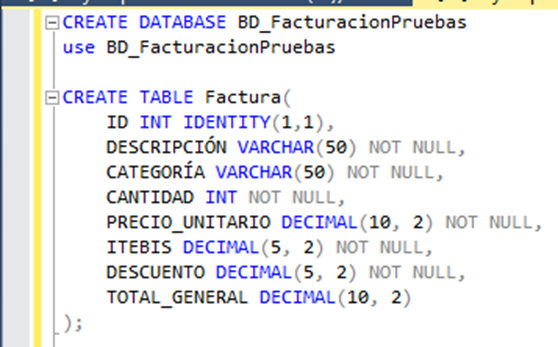 CREATE DATABASE BD_FacturacionPruebas
use BD_FacturacionPruebas
CREATE TABLE Factura(
ID INT IDENTITY(1,1),
DESCRIPCIÓN VARCHAR(50) NOT NULL,
CATEGORÍA VARCHAR(50) NOT NULL,
CANTIDAD INT NOT NULL,
PRECIO_UNITARIO DECIMAL(10, 2) NOT NULL,
ITEBIS DECIMAL(5, 2) NOT NULL,
DESCUENTO DECIMAL(5, 2) NOT NULL,
TOTAL_GENERAL DECIMAL(10, 2)
);